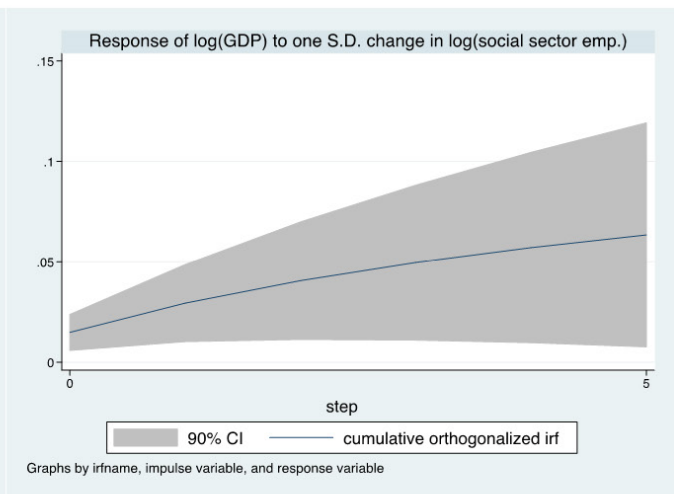 Response of log(GDP) to one S.D. change in log(social sector emp.)
.15
.1
.05
0
0 5
step
90% CI cumulative orthogonalized irf
Graphs by irfname, impulse variable, and response variable